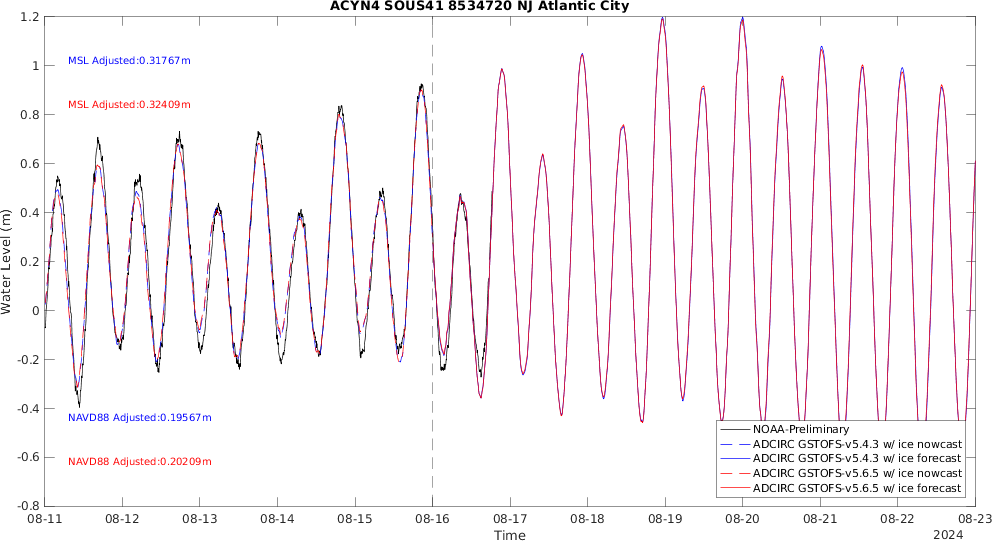 ACYN4 SOUS41 8534720 NJ Atlantic City
Water Level (m)
1.2
1
0.8
0.6
0.4
0.2
0
-0.2
-0.4
-0.6
-0.8
MSL Adjusted:0.31767m
MSL Adjusted:0.32409m
NAVD88 Adjusted:0.19567m
NAVD88 Adjusted:0.20209m
NOAA-Preliminary
ADCIRC GSTOFS-v5.4.3 w/ ice nowcast
ADCIRC GSTOFS-v5.4.3 w/ ice forecast
ADCIRC GSTOFS-v5.6.5 w/ ice nowcast
ADCIRC GSTOFS-v5.6.5 w/ ice forecast
08-11 08-12 08-13 08-14 08-15 08-16 08-17 08-18 08-19 08-20 08-21 08-22 08-23
Time
2024